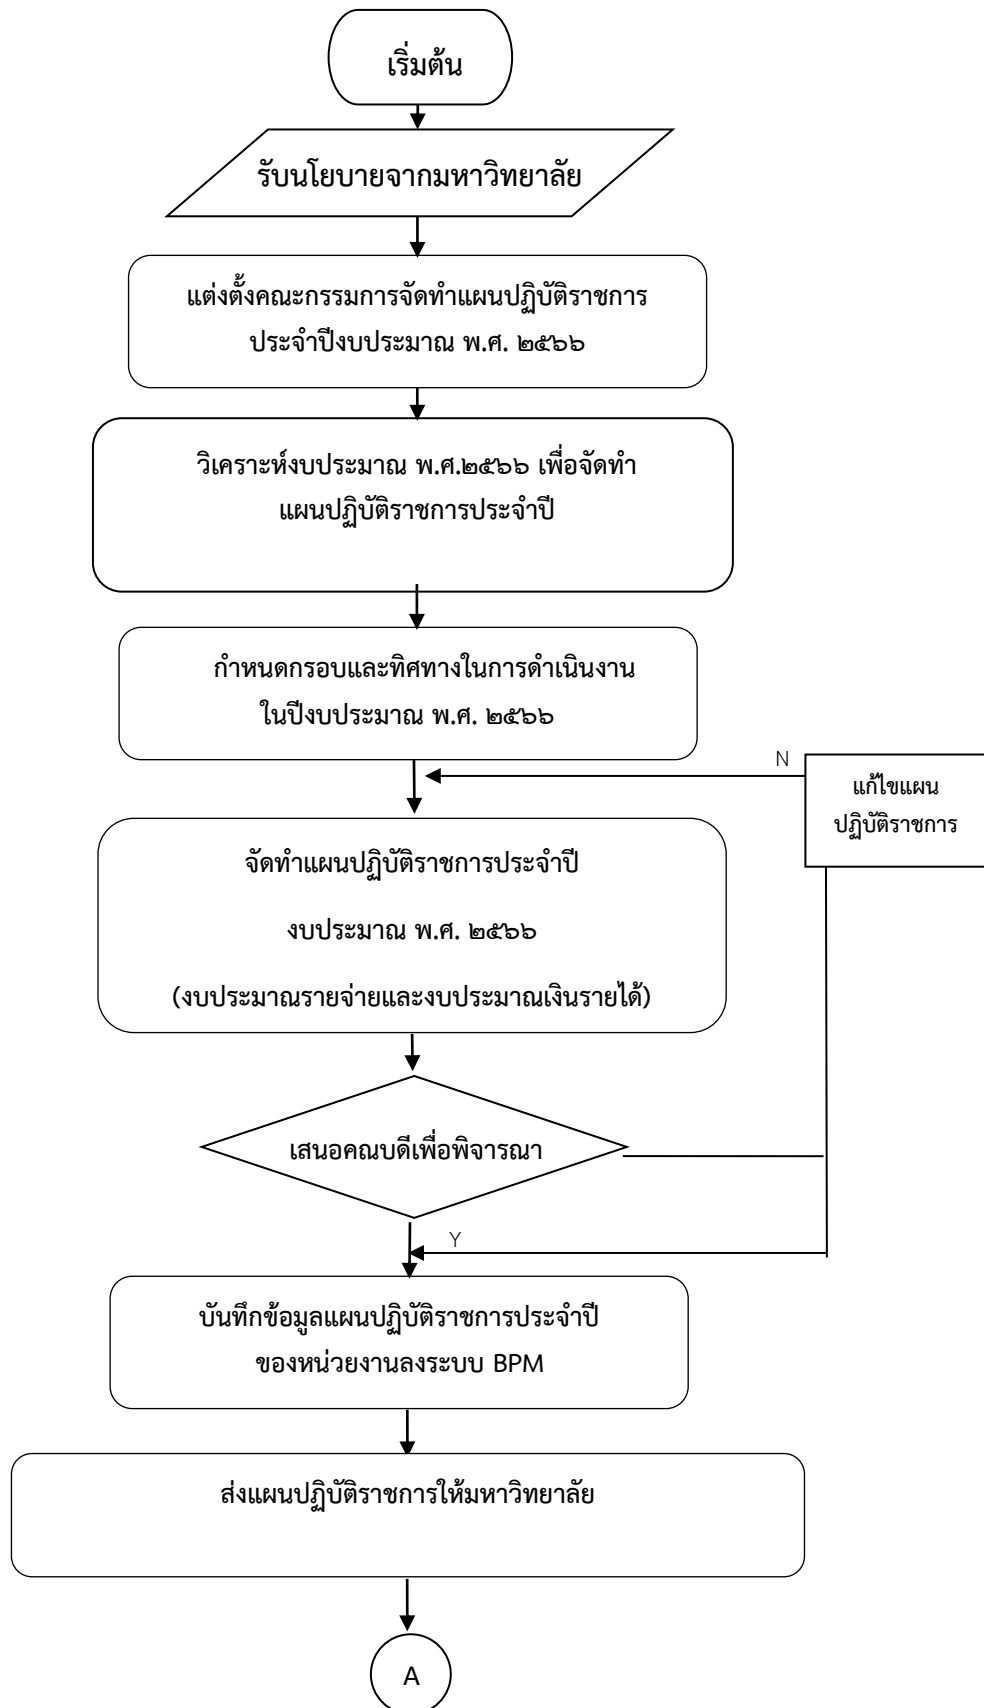 เริ่มต้น
รับนโยบายจากมหาวิทยาลัย
แต่งตั้งคณะกรรมการจัดทำแผนปฏิบัติราชการ
ประจำปีงบประมาณ พ.ศ. ๒๕๖๖
วิเคราะห์งบประมาณ พ.ศ.๒๕๖๖ เพื่อจัดทำ
แผนปฏิบัติราชการประจำปี
กำหนดกรอบและทิศทางในการดำเนินงาน
ในปีงบประมาณ พ.ศ. ๒๕๖๖
N
แก้ไขแผน
ปฏิบัติราชการ
จัดทำแผนปฏิบัติราชการประจำปี
งบประมาณ พ.ศ. ๒๕๖๖
(งบประมาณรายจ่ายและงบประมาณเงินรายได้)
เสนอคณบดีเพื่อพิจารณา
Y
บันทึกข้อมูลแผนปฏิบัติราชการประจำปี
ของหน่วยงานลงระบบ BPM
ส่งแผนปฏิบัติราชการให้มหาวิทยาลัย
A